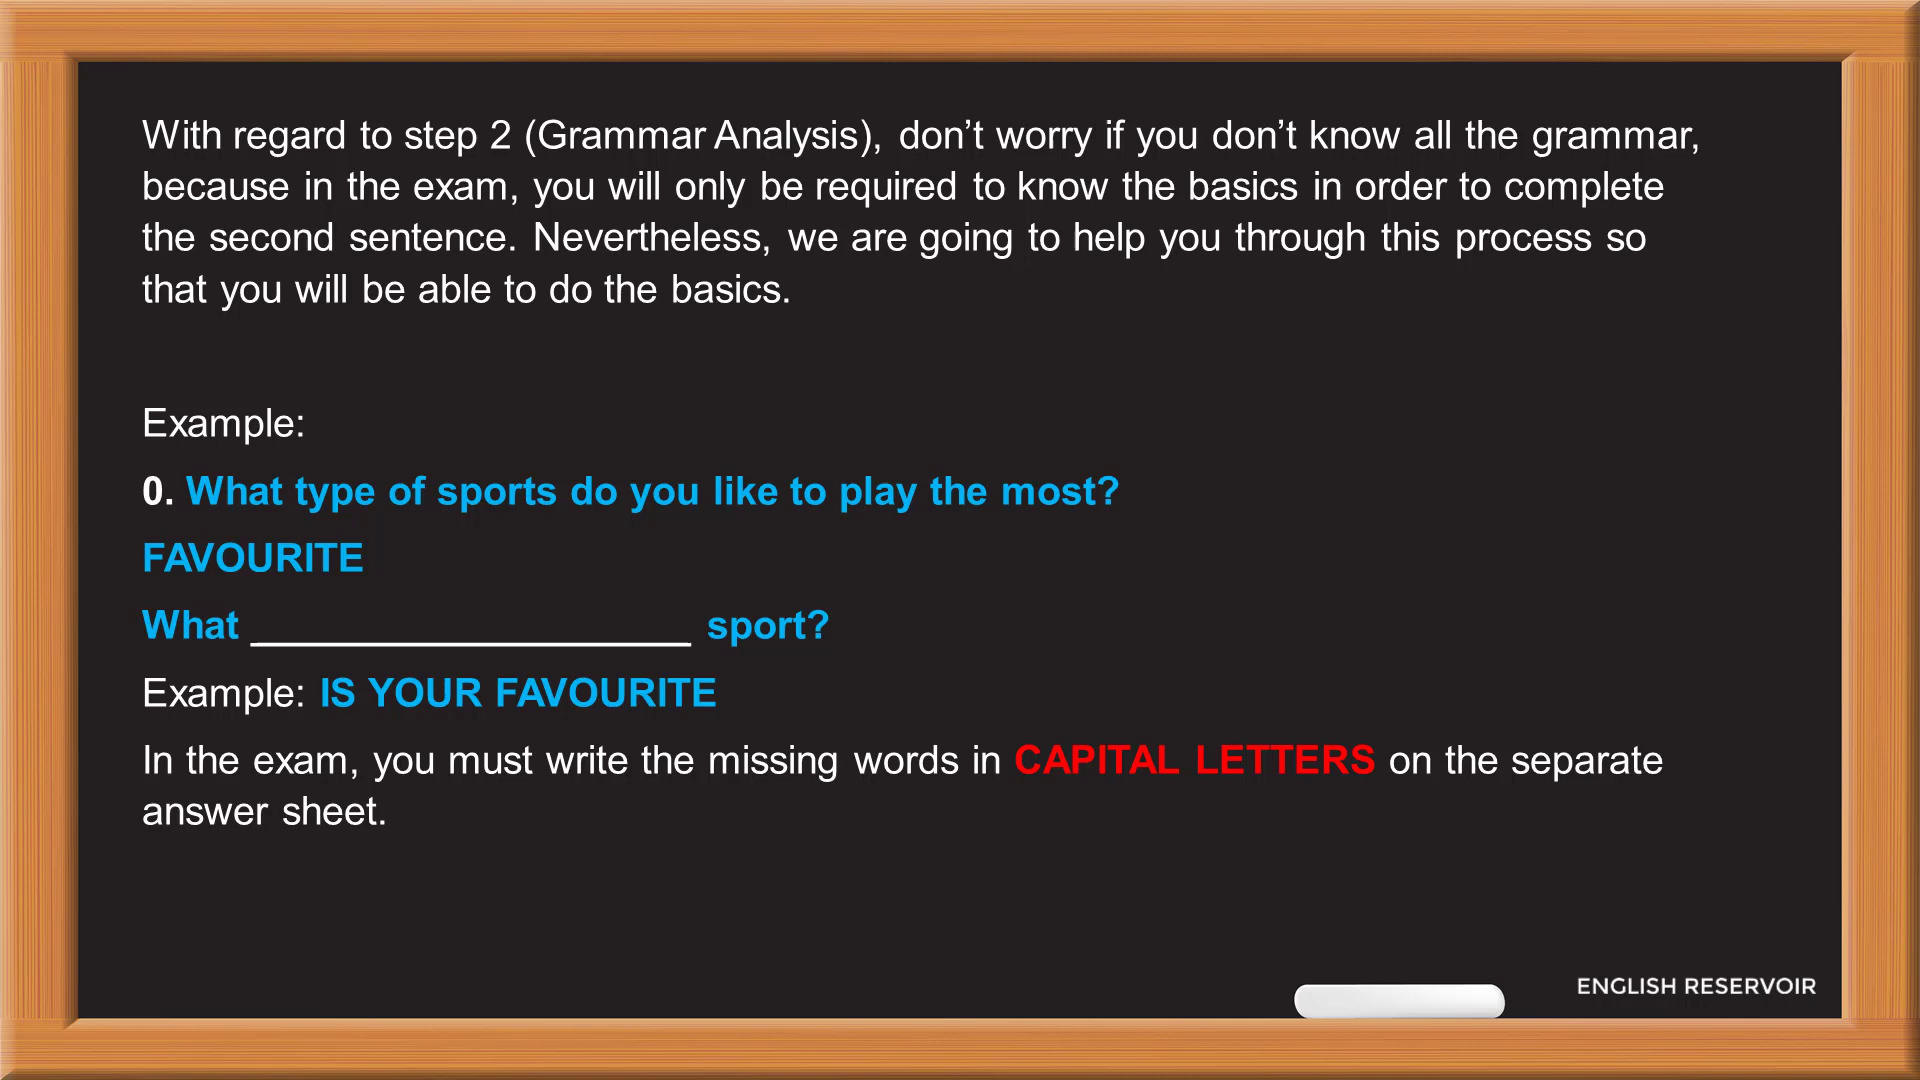 With regard to step 2 (Grammar Analysis), don’t worry if you don’t know all the grammar,
because in the exam, you will only be required to know the basics in order to complete
the second sentence. Nevertheless, we are going to help you through this process so
that you will be able to do the basics.
Example:
0. What type of sports do you like to play the most?
FAVOURITE
What ____________________ sport?
Example: IS YOUR FAVOURITE
In the exam, you must write the missing words in CAPITAL LETTERS on the separate
answer sheet.
ENGLISH RESERVOIR